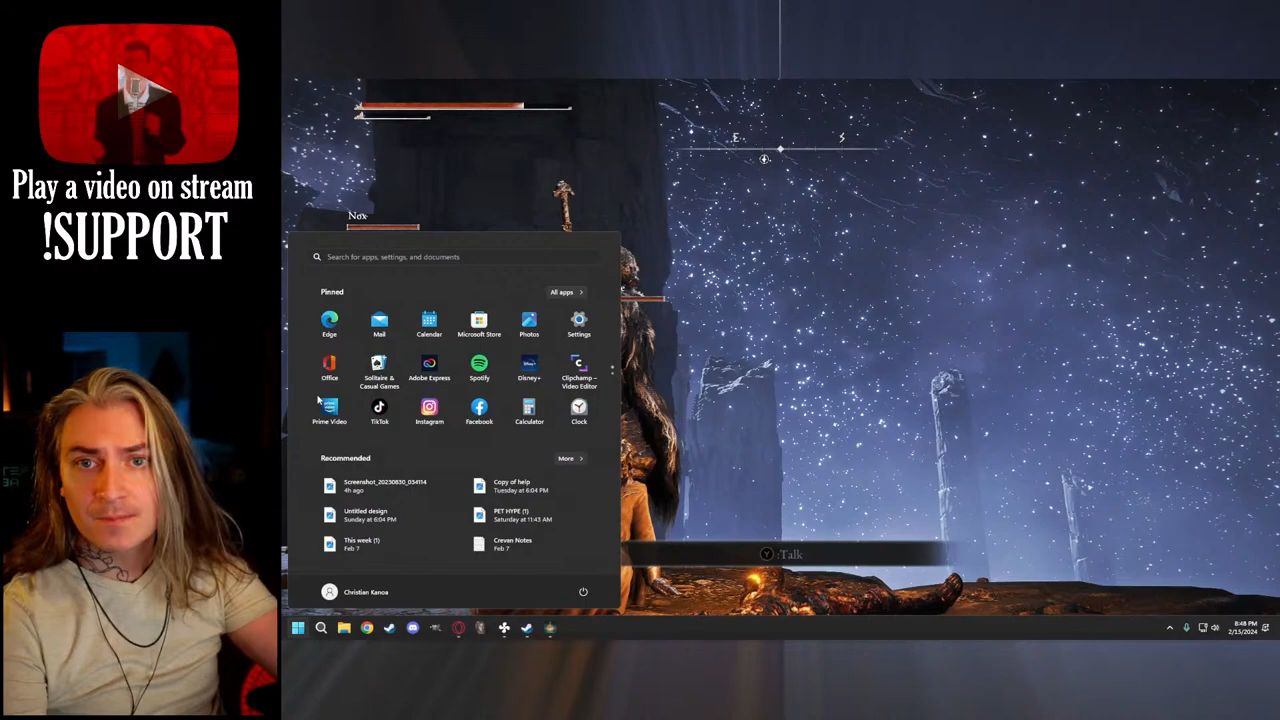 Play a video on stream
!SUPPORT
E
S
Nox
Search for apps, settings, and documents
Pinned
All apps
Edge
Mail
Calendar
Microsoft Store
Photos
Settings
Office
Solitaire &
Casual Games
Adobe Express
Spotify
Disney+
Clipchamp –
Video Editor
Prime Video
TikTok
Instagram
Facebook
Calculator
Clock
Recommended
More
Screenshot_20230830_034114
4h ago
Copy of help
Tuesday at 6:04 PM
Untitled design
Sunday at 6:04 PM
PET HYPE (1)
Saturday at 11:43 AM
This week (1)
Feb 7
Crevan Notes
Feb 7
Y :Talk
Christian Kanoa
8:48 PM
2/15/2024